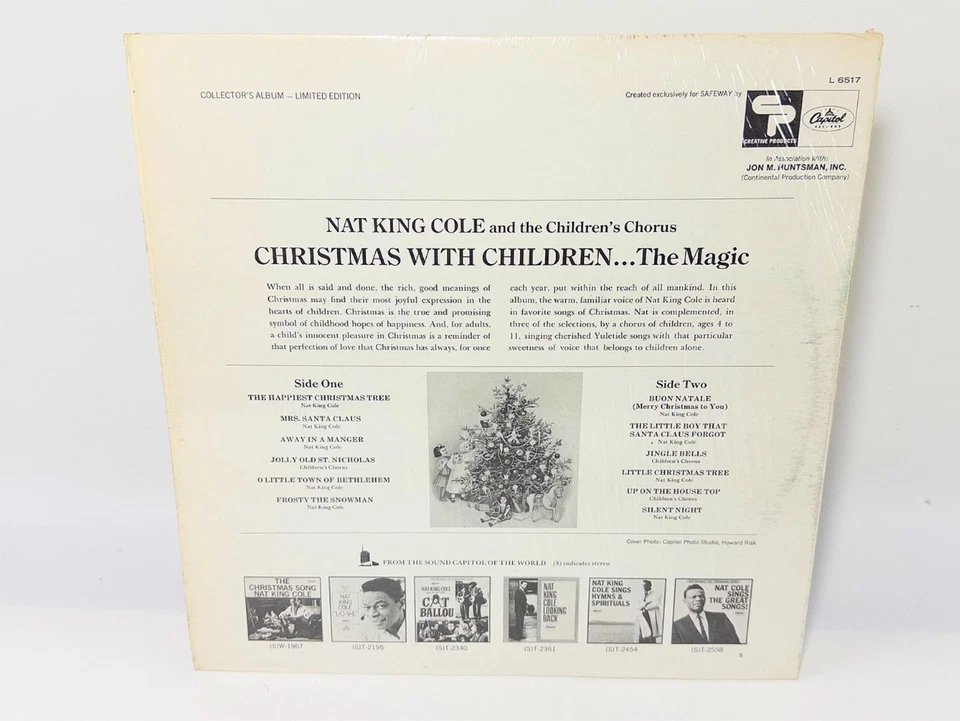 L 6517
COLLECTOR'S ALBUM — LIMITED EDITION
Created exclusively for SAFEWAY by
CREATIVE PRODUCTS
Capitol
RECORDS
In Association With:
JON M. HUNTSMAN, INC.
(Continental Production Company)
NAT KING COLE and the Children's Chorus
CHRISTMAS WITH CHILDREN...The Magic
When all is said and done, the rich, good meanings of
Christmas may find their most joyful expression in the
hearts of children. Christmas is the true and promising
symbol of childhood hopes of happiness. And, for adults,
a child's innocent pleasure in Christmas is a reminder of
that perfection of love that Christmas has always, for once
each year, put within the reach of all mankind. In this
album, the warm, familiar voice of Nat King Cole is heard
in favorite songs of Christmas. Nat is complemented, in
three of the selections, by a chorus of children, ages 4 to
11, singing cherished Yuletide songs with that particular
sweetness of voice that belongs to children alone.
Side One
THE HAPPIEST CHRISTMAS TREE
Nat King Cole
MRS. SANTA CLAUS
Nat King Cole
AWAY IN A MANGER
Nat King Cole
JOLLY OLD ST. NICHOLAS
Children's Chorus
O LITTLE TOWN OF BETHLEHEM
Nat King Cole
FROSTY THE SNOWMAN
Nat King Cole
Side Two
BUON NATALE
(Merry Christmas to You)
Nat King Cole
THE LITTLE BOY THAT
SANTA CLAUS FORGOT
Nat King Cole
JINGLE BELLS
Children's Chorus
LITTLE CHRISTMAS TREE
Nat King Cole
UP ON THE HOUSE TOP
Children's Chorus
SILENT NIGHT
Nat King Cole
Cover Photo: Capitol Photo Studio, Howard Risk
FROM THE SOUND CAPITOL OF THE WORLD (S) indicates stereo
THE
CHRISTMAS SONG
NAT KING COLE
NAT
KING
COLE
L-O-V-E
NAT KING COLE
CAT
BALLOU
NAT
KING
COLE
LOOKING
BACK
NAT KING
COLE SINGS
HYMNS &
SPIRITUALS
NAT COLE
SINGS
THE GREAT
SONGS!
(S)W-1967
(S)T-2195
(S)T-2340
(S)T-2361
(S)T-2454
(S)T-2558